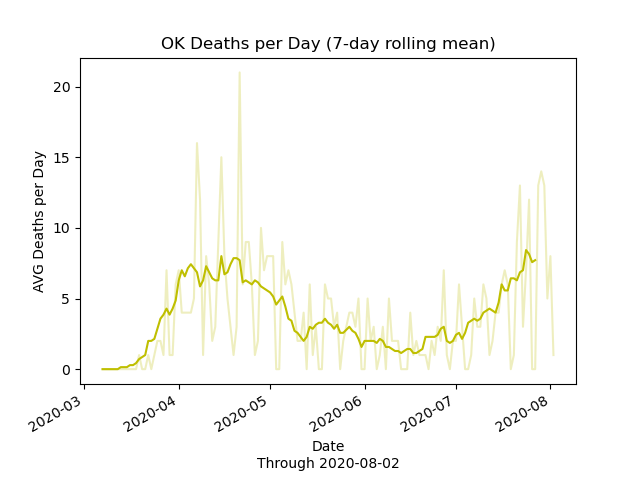 OK Deaths per Day (7-day rolling mean)
AVG Deaths per Day
20
15
10
5
0
2020-03
2020-04
2020-05
2020-06
2020-07
2020-08
Date
Through 2020-08-02